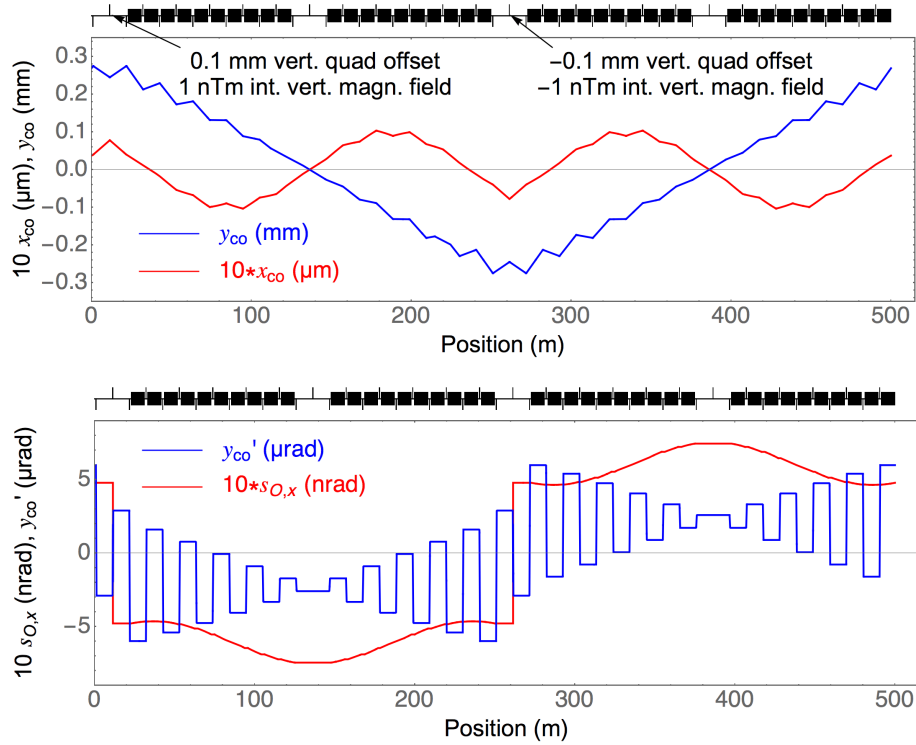 0.1 mm vert. quad offset
1 nTm int. vert. magn. field
−0.1 mm vert. quad offset
−1 nTm int. vert. magn. field
10 xco (μm), yco (mm)
0.3
0.2
0.1
0.0
−0.1
−0.2
−0.3
yco (mm)
10*xco (μm)
0 100 200 300 400 500
Position (m)
10 sO,x (nrad), yco' (μrad)
5
0
−5
yco' (μrad)
10*sO,x (nrad)
0 100 200 300 400 500
Position (m)